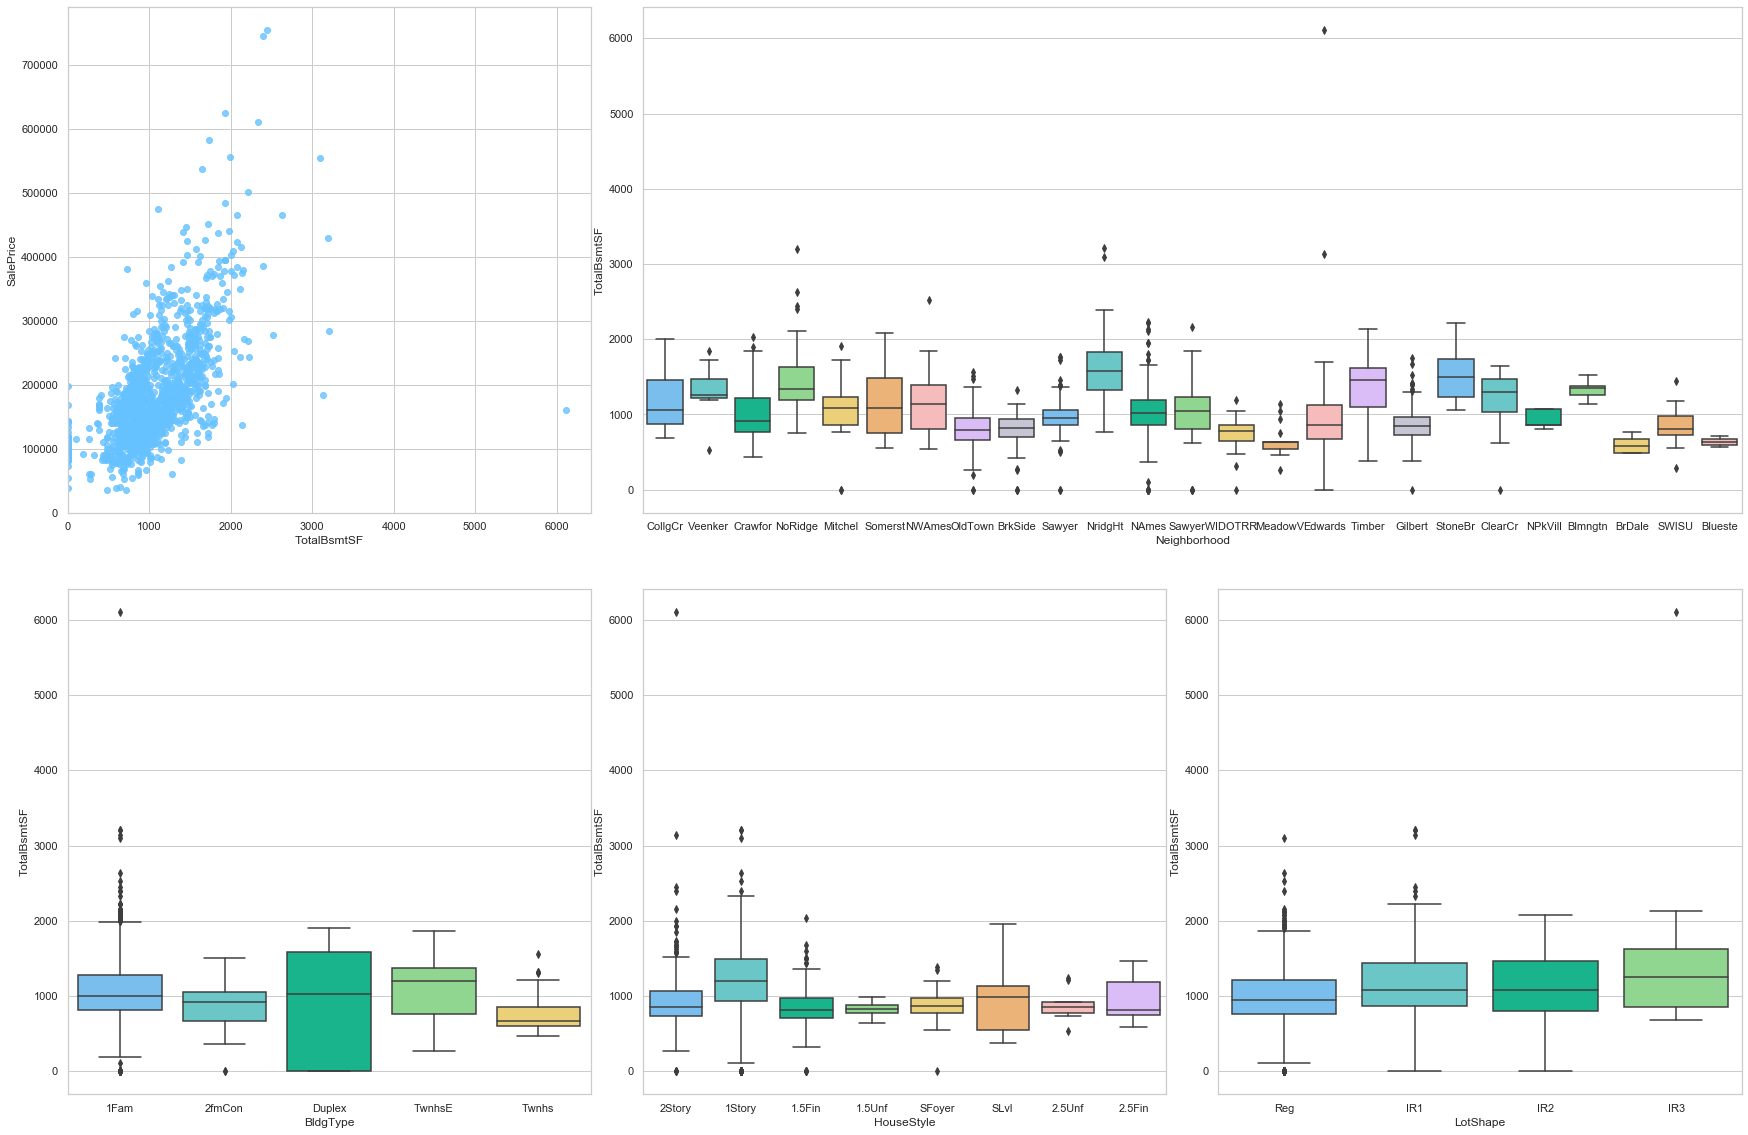 700000
600000
500000
400000
300000
200000
100000
0
SalePrice
0 1000 2000 3000 4000 5000 6000
TotalBsmtSF
6000
5000
4000
3000
2000
1000
0
TotalBsmtSF
CollgCr Veenker Crawfor NoRidge Mitchel Somerst NWAmes OldTown BrkSide Sawyer NridgHt NAmes SawyerW IDOTRR MeadowV Edwards Timber Gilbert StoneBr ClearCr NPkVill Blmngtn BrDale SWISU Blueste
Neighborhood
6000
5000
4000
3000
2000
1000
0
TotalBsmtSF
1Fam 2fmCon Duplex TwnhsE Twnhs
BldgType
6000
5000
4000
3000
2000
1000
0
TotalBsmtSF
2Story 1Story 1.5Fin 1.5Unf SFoyer SLvl 2.5Unf 2.5Fin
HouseStyle
6000
5000
4000
3000
2000
1000
0
TotalBsmtSF
Reg IR1 IR2 IR3
LotShape